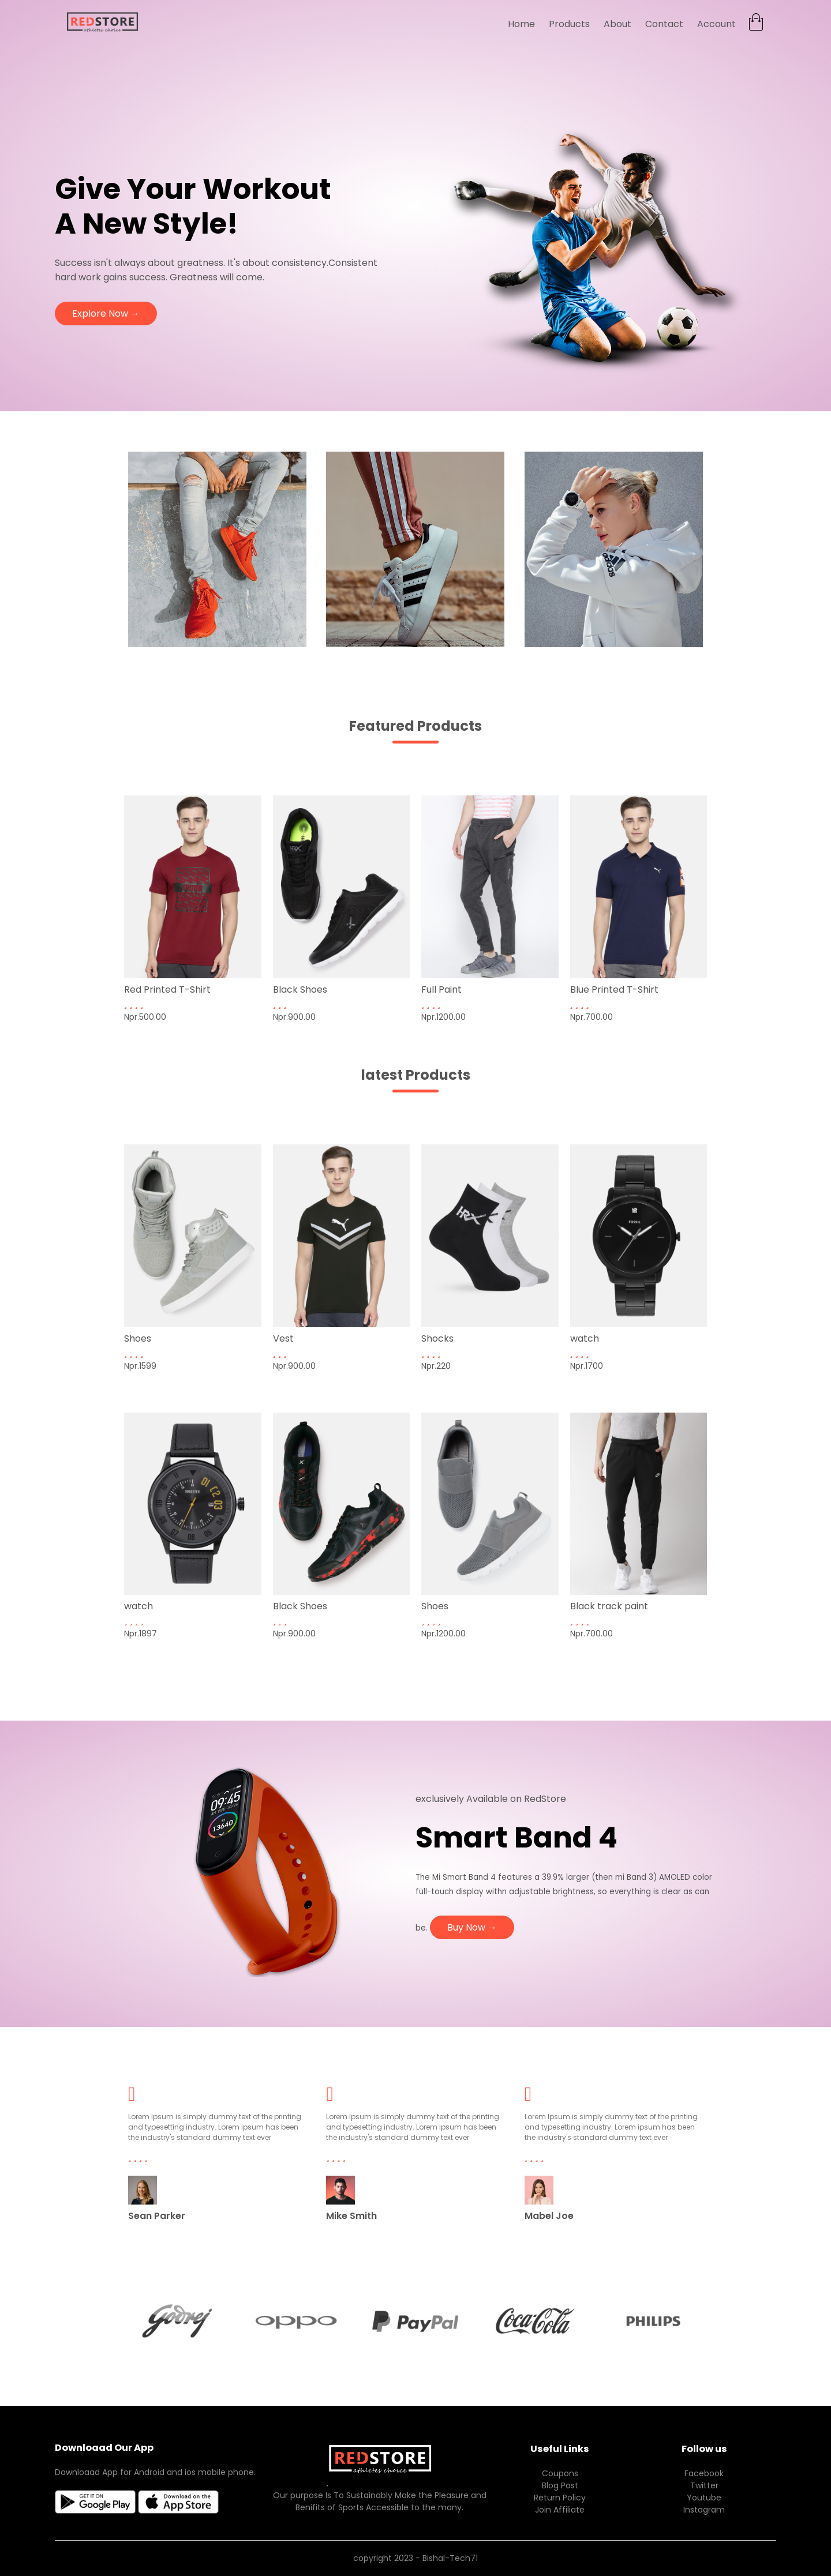 REDSTORE
athletes choice
Home Products About Contact Account
Give Your Workout
A New Style!
Success isn't always about greatness. It's about consistency.Consistent
hard work gains success. Greatness will come.
Explore Now →
adidas
Featured Products
Red Printed T-Shirt
Npr.500.00
Black Shoes
Npr.900.00
Full Paint
Npr.1200.00
Blue Printed T-Shirt
Npr.700.00
latest Products
HRX
FOSSIL
Shoes
Npr.1599
Vest
Npr.900.00
Shocks
Npr.220
watch
Npr.1700
watch
Npr.1897
Black Shoes
Npr.900.00
Shoes
Npr.1200.00
Black track paint
Npr.700.00
09:45
13640
exclusively Available on RedStore
Smart Band 4
The Mi Smart Band 4 features a 39.9% larger (then mi Band 3) AMOLED color
full-touch display withn adjustable brightness, so everything is clear as can
be. Buy Now →
Lorem Ipsum is simply dummy text of the printing
and typesetting industry. Lorem ipsum has been
the industry's standard dummy text ever
Sean Parker
Lorem Ipsum is simply dummy text of the printing
and typesetting industry. Lorem ipsum has been
the industry's standard dummy text ever
Mike Smith
Lorem Ipsum is simply dummy text of the printing
and typesetting industry. Lorem ipsum has been
the industry's standard dummy text ever
Mabel Joe
Godrej
oppo
PayPal
Coca-Cola
PHILIPS
Downloaad Our App
Downloaad App for Android and ios mobile phone.
GET IT ON
Google Play
Download on the
App Store
REDSTORE
athletes choice
,
Our purpose Is To Sustainably Make the Pleasure and
Benifits of Sports Accessible to the many.
Useful Links
Coupons
Blog Post
Return Policy
Join Affiliate
Follow us
Facebook
Twitter
Youtube
Instagram
copyright 2023 - Bishal-Tech71